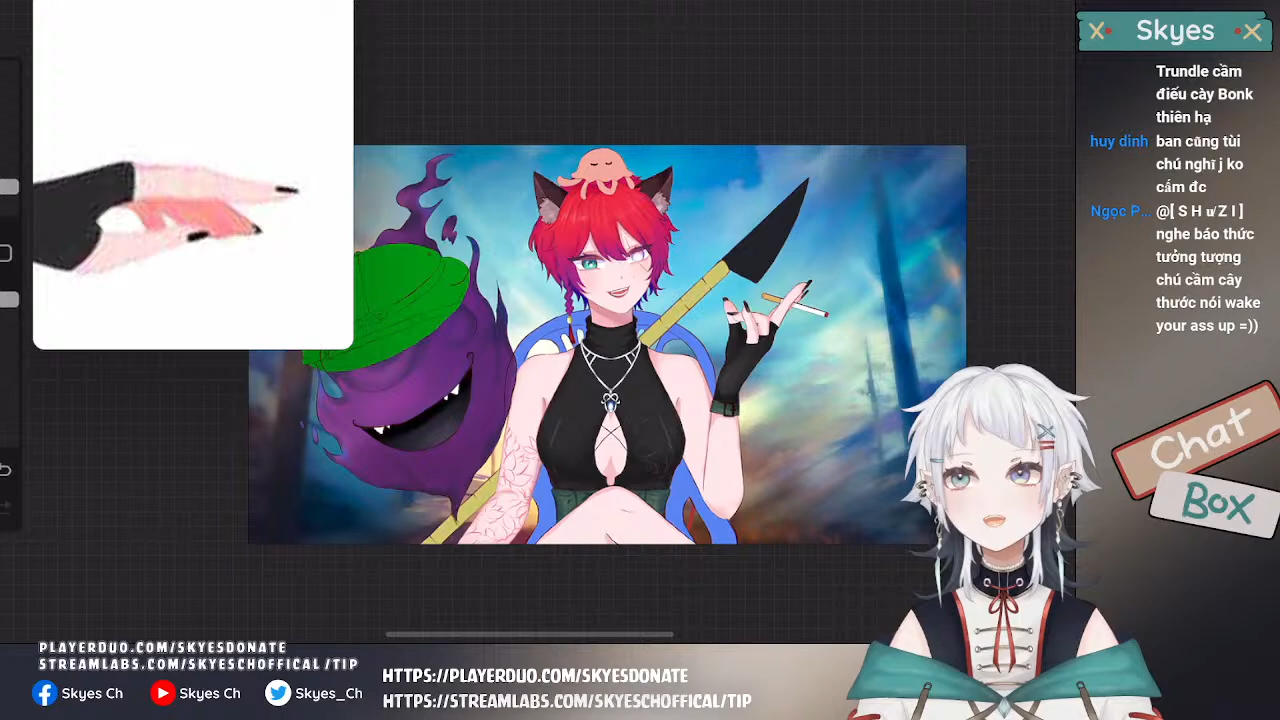 Skyes
Trundle cầm
điếu cày Bonk
thiên hạ
huy dinh ban cũng tùi
chú nghĩ j ko
cấm đc
Ngọc P... @[ S H u/ Z I ]
nghe báo thức
tưởng tượng
chú cầm cây
thước nói wake
your ass up =))
Chat
Box
PLAYERDUO.COM/SKYESDONATE
STREAMLABS.COM/SKYESCHOFFICAL /TIP
Skyes Ch
Skyes Ch
Skyes_Ch
HTTPS://PLAYERDUO.COM/SKYESDONATE
HTTPS://STREAMLABS.COM/SKYESCHOFFICAL/TIP